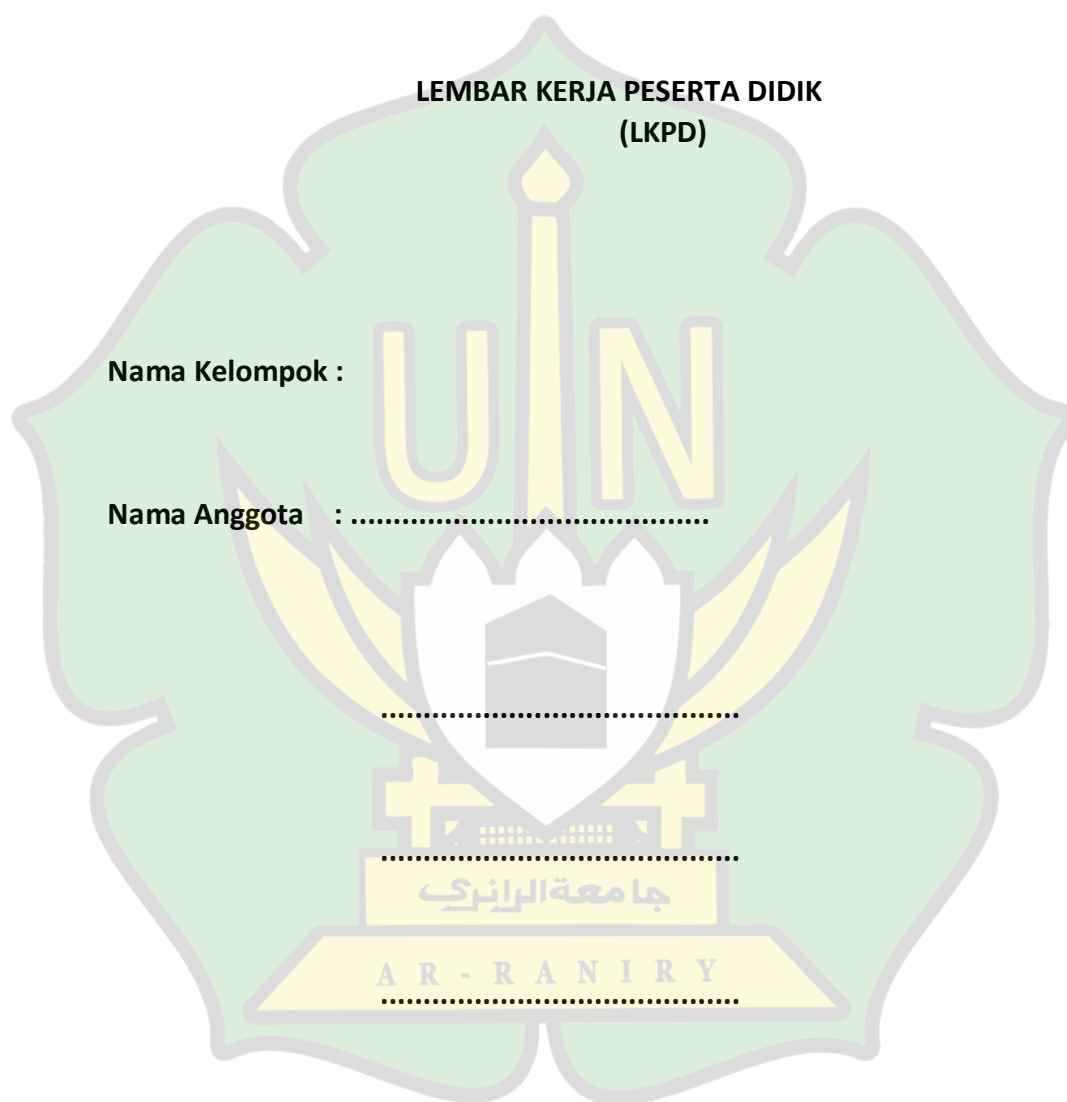 LEMBAR KERJA PESERTA DIDIK
(LKPD)
UIN
Nama Kelompok :
Nama Anggota : ...........................................
...........................................
...........................................
جامعة الرانري
AR-RANIRY
...........................................